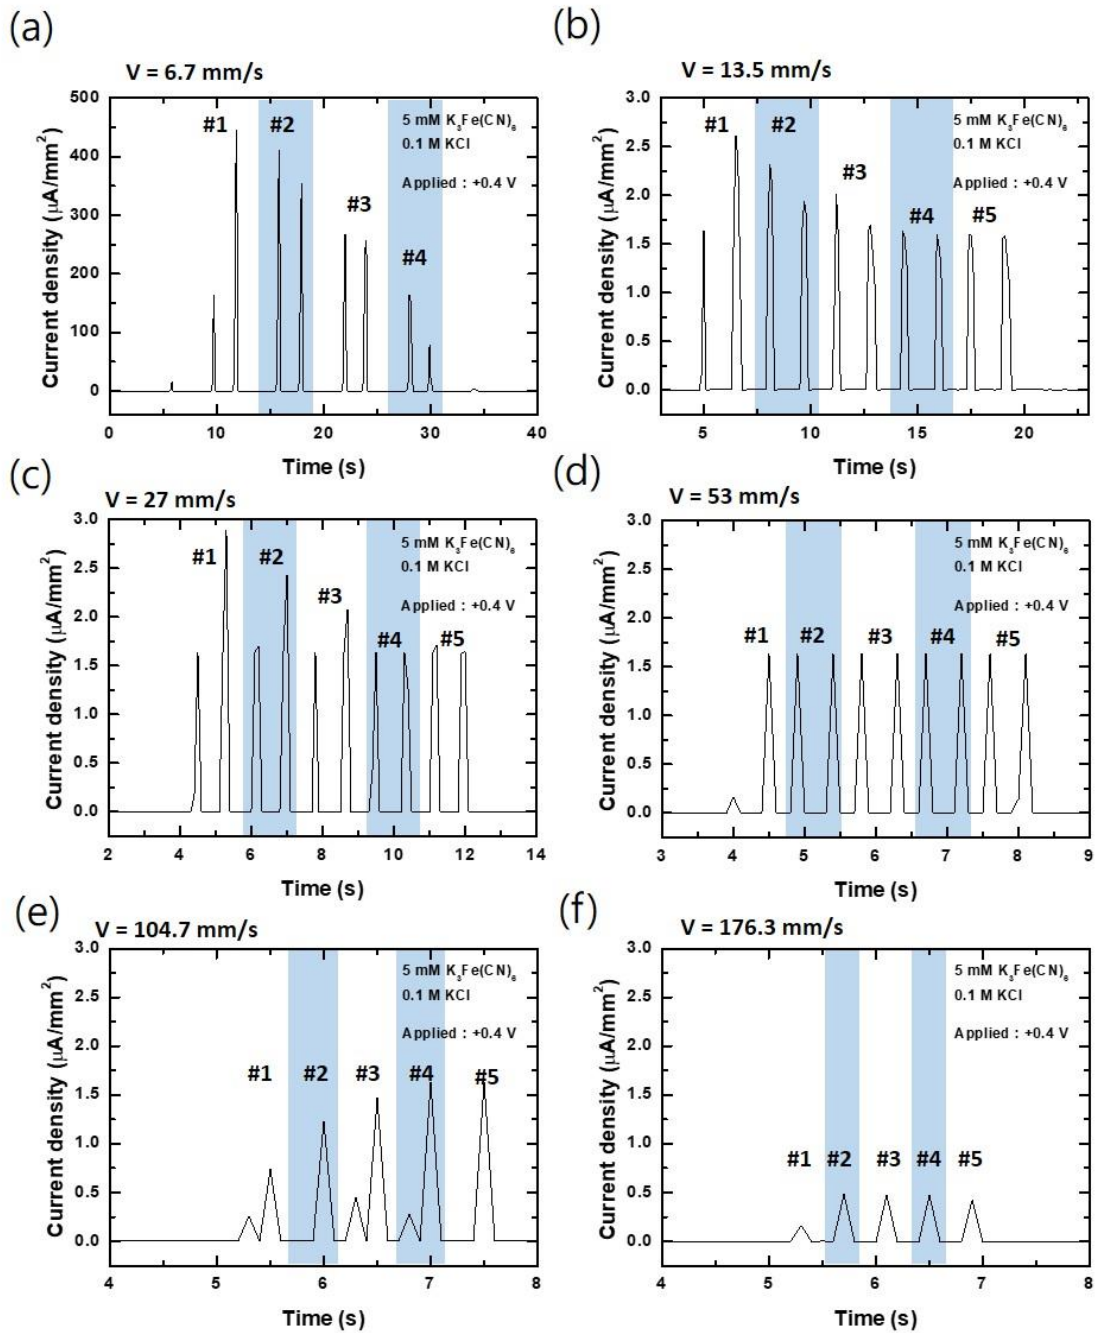 (a)
V = 6.7 mm/s
500
400
300
200
100
0
Current density (μA/mm²)
#1
#2
#3
#4
5 mM K₃Fe(CN)₆
0.1 M KCl
Applied : +0.4 V
0 10 20 30 40
Time (s)
(b)
V = 13.5 mm/s
3.0
2.5
2.0
1.5
1.0
0.5
0.0
Current density (μA/mm²)
#1
#2
#3
#4
#5
5 mM K₃Fe(CN)₆
0.1 M KCl
Applied : +0.4 V
5 10 15 20
Time (s)
(c)
V = 27 mm/s
3.0
2.5
2.0
1.5
1.0
0.5
0.0
Current density (μA/mm²)
#1
#2
#3
#4
#5
5 mM K₃Fe(CN)₆
0.1 M KCl
Applied : +0.4 V
2 4 6 8 10 12 14
Time (s)
(d)
V = 53 mm/s
3.0
2.5
2.0
1.5
1.0
0.5
0.0
Current density (μA/mm²)
#1
#2
#3
#4
#5
5 mM K₃Fe(CN)₆
0.1 M KCl
Applied : +0.4 V
3 4 5 6 7 8 9
Time (s)
(e)
V = 104.7 mm/s
3.0
2.5
2.0
1.5
1.0
0.5
0.0
Current density (μA/mm²)
#1
#2
#3
#4
#5
5 mM K₃Fe(CN)₆
0.1 M KCl
Applied : +0.4 V
4 5 6 7 8
Time (s)
(f)
V = 176.3 mm/s
3.0
2.5
2.0
1.5
1.0
0.5
0.0
Current density (μA/mm²)
#1
#2
#3
#4
#5
5 mM K₃Fe(CN)₆
0.1 M KCl
Applied : +0.4 V
4 5 6 7 8
Time (s)